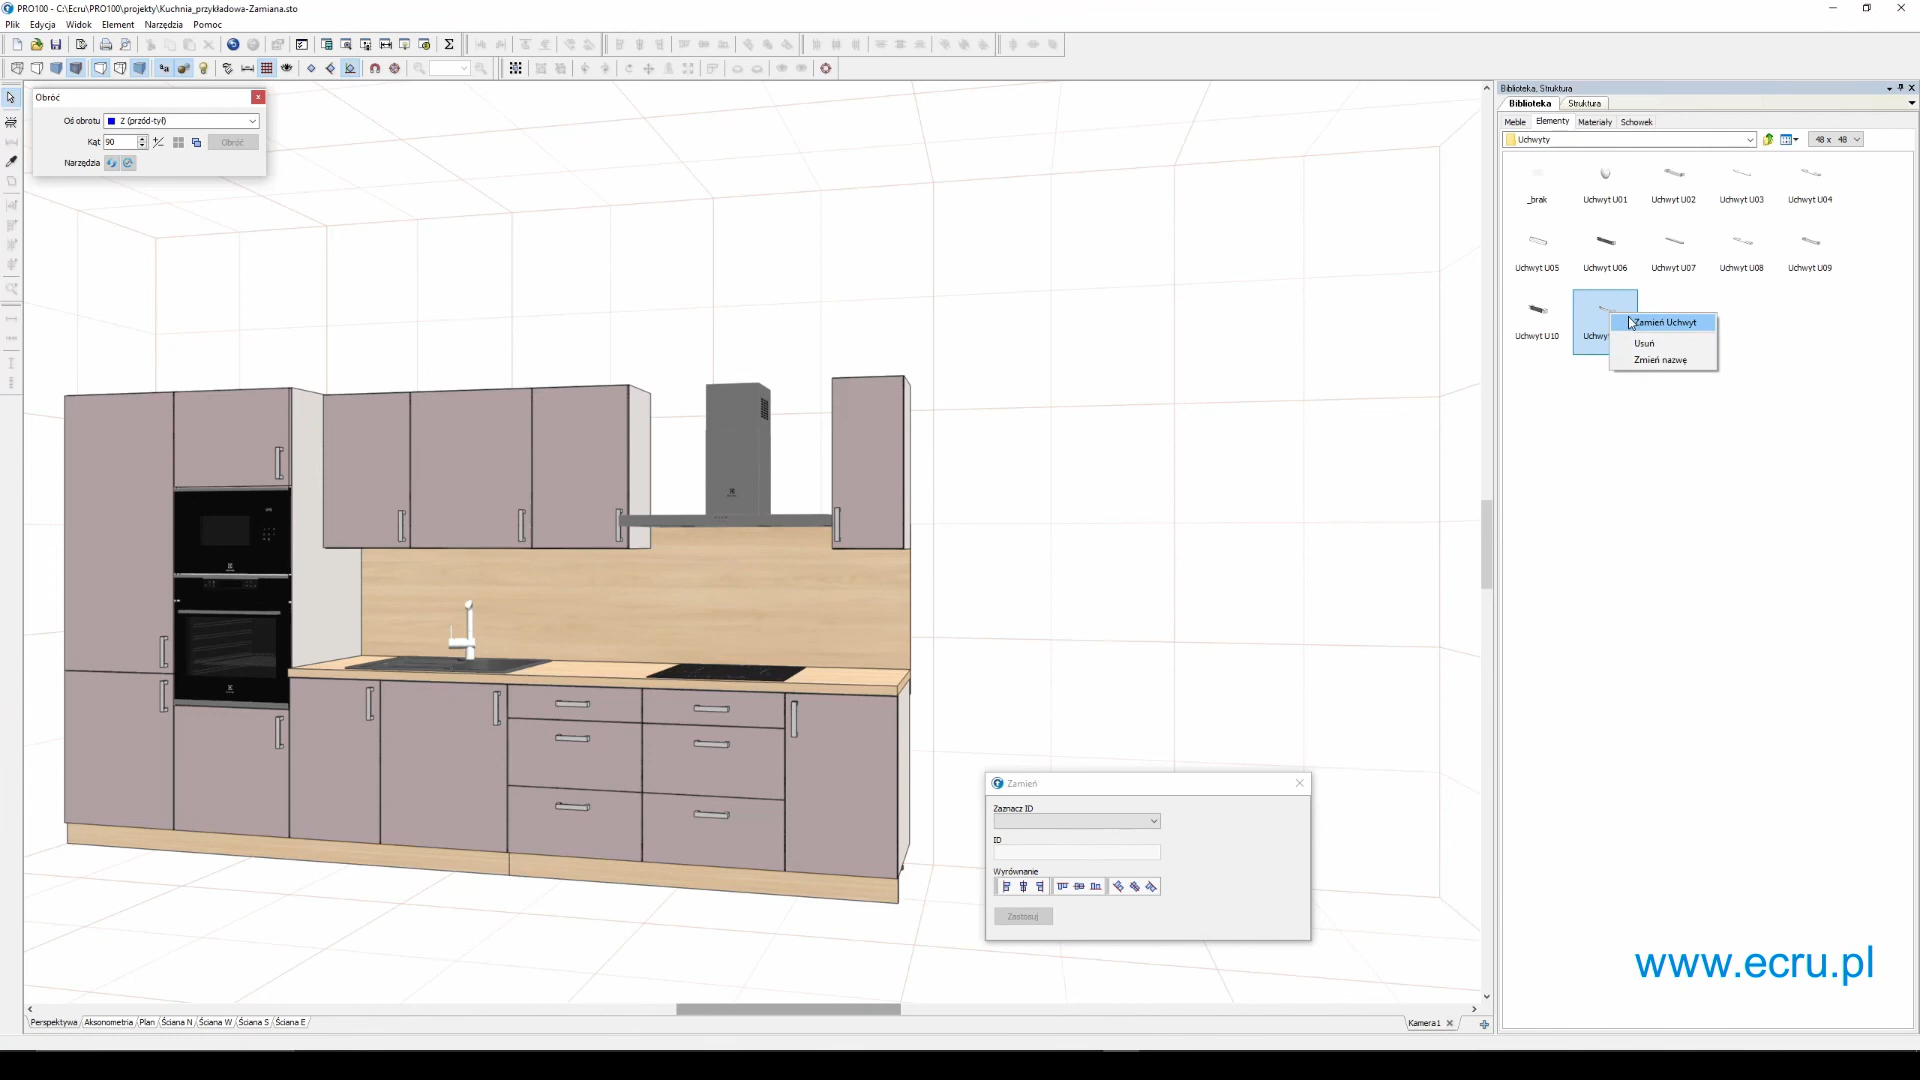 PRO100 - C:\Ecru\PRO100\projekty\Kuchnia_przykładowa-Zamiana.sto
Plik Edycja Widok Element Narzędzia Pomoc
Obróć
Oś obrotu Z (przód-tył)
Kąt 90 Obróć
Narzędzia
Biblioteka, Struktura
Biblioteka Struktura
Meble Elementy Materiały Schowek
Uchwyty 48 x 48
_brak Uchwyt U01 Uchwyt U02 Uchwyt U03 Uchwyt U04
Uchwyt U05 Uchwyt U06 Uchwyt U07 Uchwyt U08 Uchwyt U09
Uchwyt U10 Uchwy
Zamień Uchwyt
Usuń
Zmień nazwę
Zamień
Zaznacz ID
ID
Wyrównanie
Zastosuj
www.ecru.pl
Perspektywa Aksonometria Plan Ściana N Ściana W Ściana S Ściana E
Kamera1